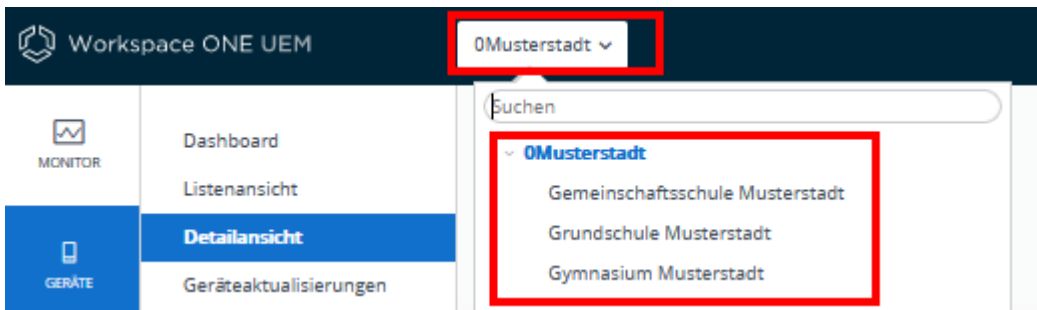 Workspace ONE UEM
0Musterstadt
Suchen
MONITOR
Dashboard
0Musterstadt
Listenansicht
Gemeinschaftsschule Musterstadt
Detailansicht
Grundschule Musterstadt
GERÄTE
Geräteaktualisierungen
Gymnasium Musterstadt